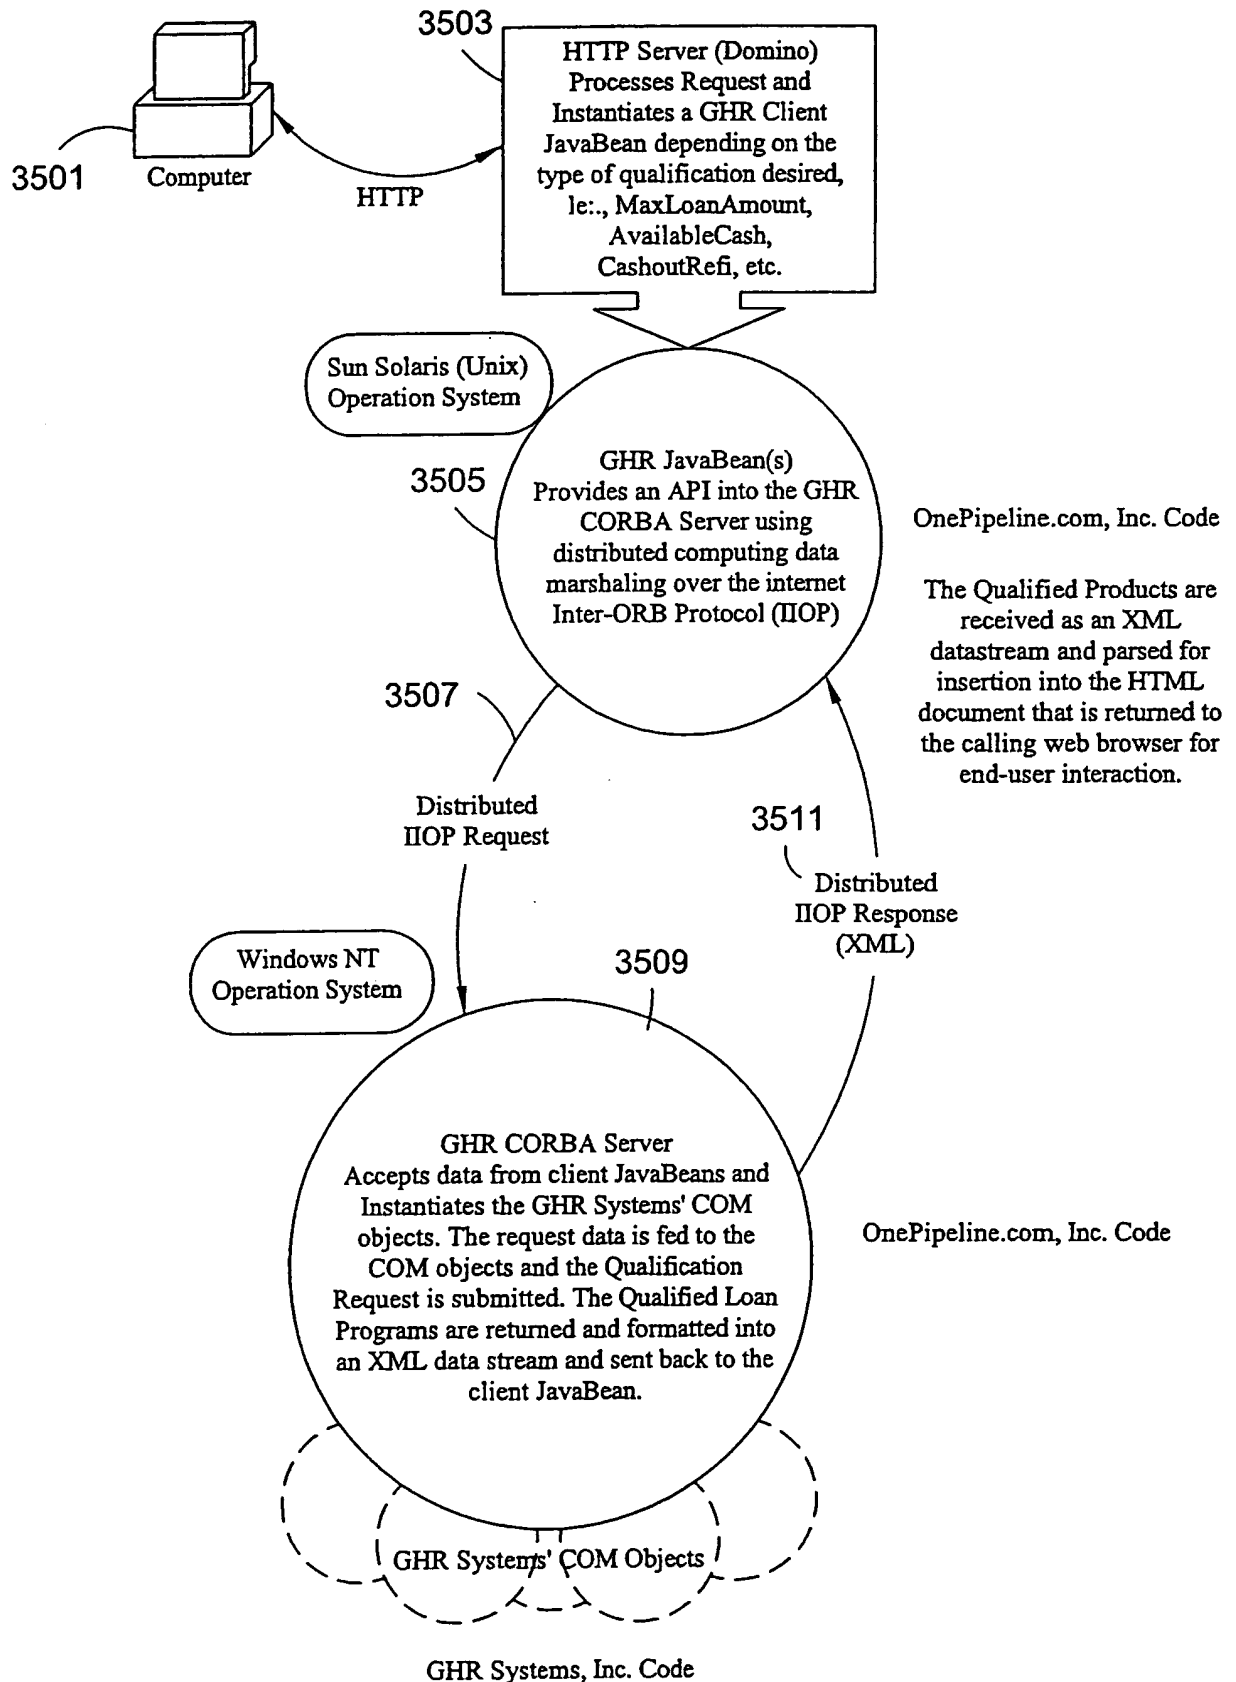 3503
HTTP Server (Domino)
Processes Request and
Instantiates a GHR Client
JavaBean depending on the
type of qualification desired,
le:., MaxLoanAmount,
AvailableCash,
CashoutRefi, etc.
3501
Computer
HTTP
Sun Solaris (Unix)
Operation System
3505
GHR JavaBean(s)
Provides an API into the GHR
CORBA Server using
distributed computing data
marshaling over the internet
Inter-ORB Protocol (IIOP)
OnePipeline.com, Inc. Code
The Qualified Products are
received as an XML
datastream and parsed for
insertion into the HTML
document that is returned to
the calling web browser for
end-user interaction.
3507
Distributed
IIOP Request
3511
Distributed
IIOP Response
(XML)
Windows NT
Operation System
3509
GHR CORBA Server
Accepts data from client JavaBeans and
Instantiates the GHR Systems' COM
objects. The request data is fed to the
COM objects and the Qualification
Request is submitted. The Qualified Loan
Programs are returned and formatted into
an XML data stream and sent back to the
client JavaBean.
OnePipeline.com, Inc. Code
GHR Systems' COM Objects
GHR Systems, Inc. Code